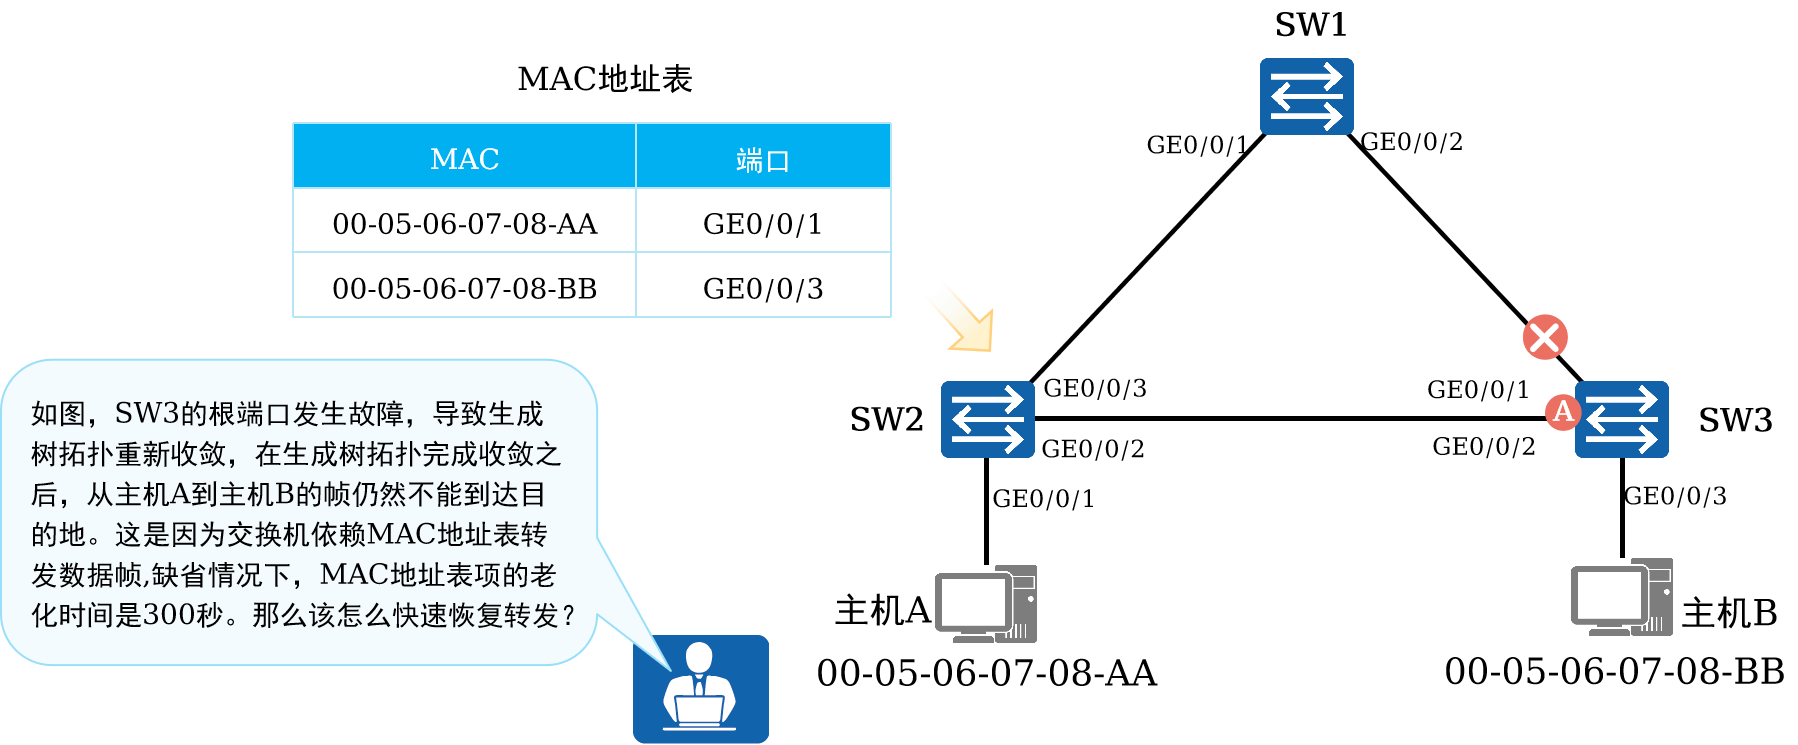 SW1
MAC地址表
MAC 端口
00-05-06-07-08-AA GE0/0/1
00-05-06-07-08-BB GE0/0/3
GE0/0/1
GE0/0/2
如图，SW3的根端口发生故障，导致生成
树拓扑重新收敛，在生成树拓扑完成收敛之
后，从主机A到主机B的帧仍然不能到达目
的地。这是因为交换机依赖MAC地址表转
发数据帧,缺省情况下，MAC地址表项的老
化时间是300秒。那么该怎么快速恢复转发？
SW2
GE0/0/3
GE0/0/1
A
SW3
GE0/0/2
GE0/0/2
GE0/0/1
GE0/0/3
主机A
主机B
00-05-06-07-08-AA
00-05-06-07-08-BB